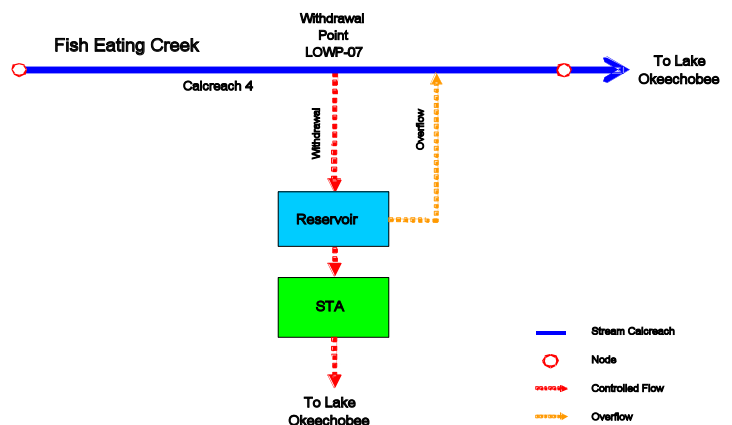 Withdrawal
Point
LOWP-07
Fish Eating Creek
To Lake
Okeechobee
Calcreach 4
Withdrawal
Overflow
Reservoir
STA
To Lake
Okeechobee
Stream Calcreach
Node
Controlled Flow
Overflow